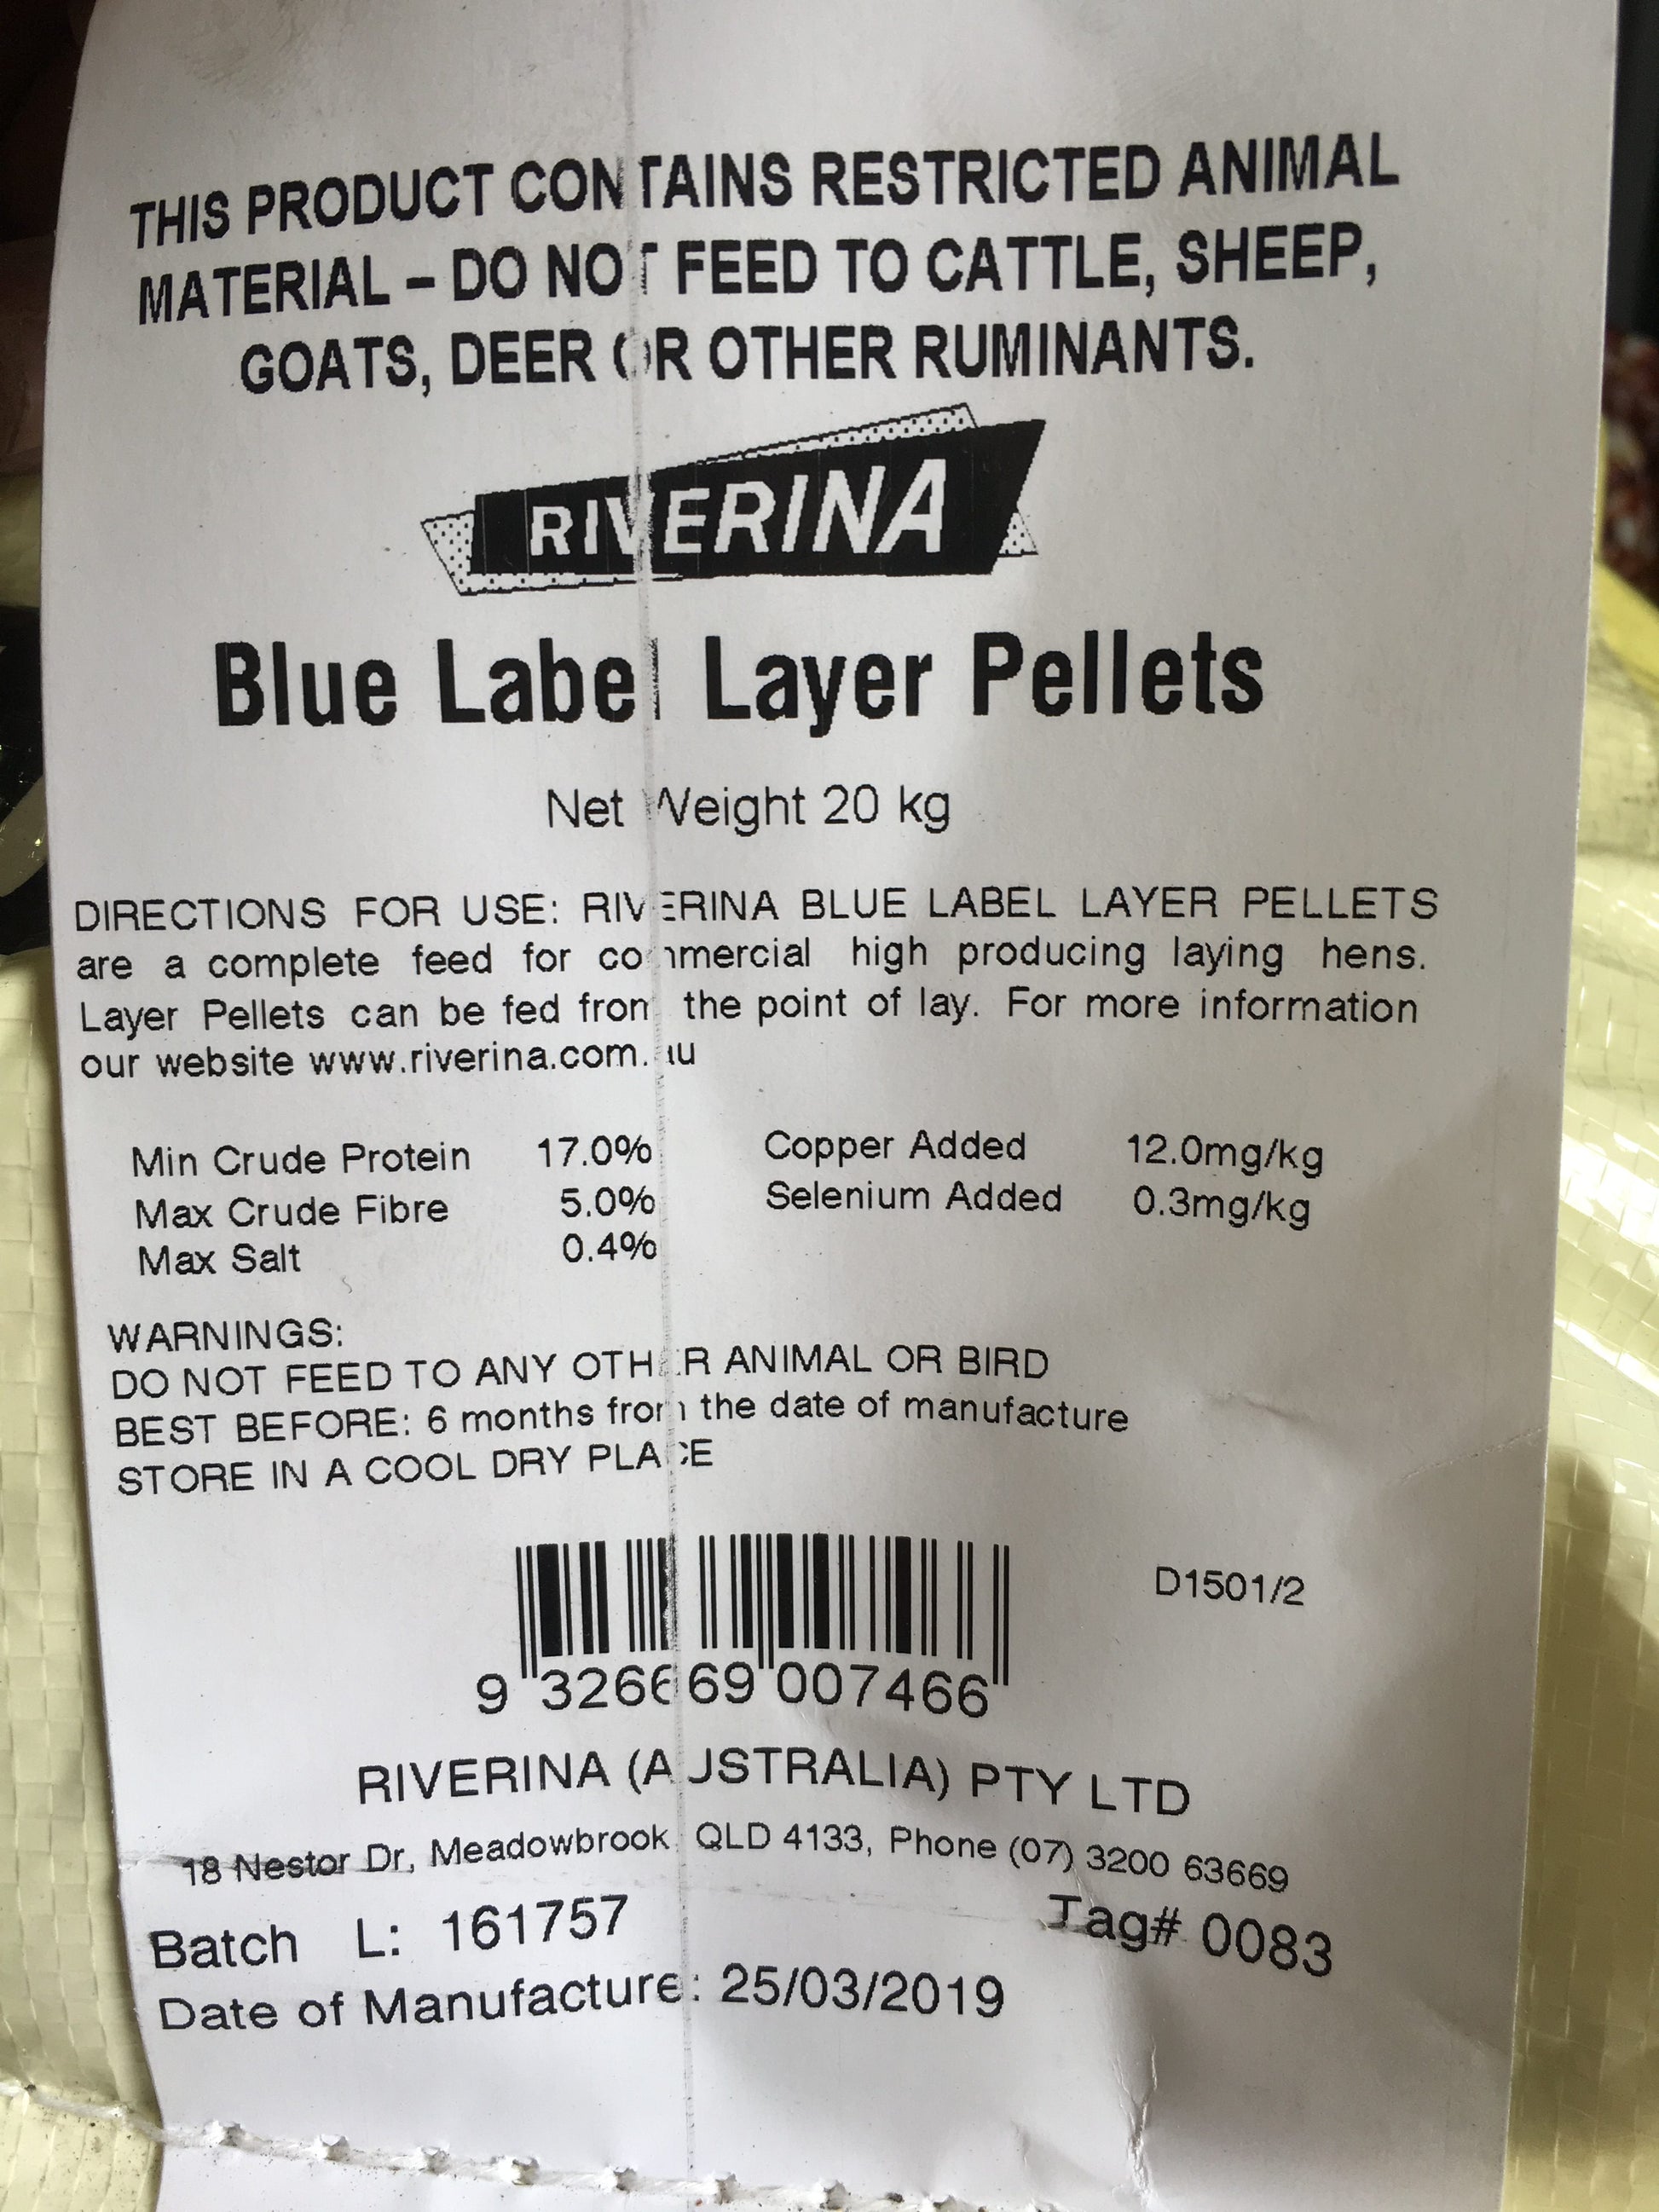 THIS PRODUCT CONTAINS RESTRICTED ANIMAL
MATERIAL – DO NOT FEED TO CATTLE, SHEEP,
GOATS, DEER OR OTHER RUMINANTS.
RIVERINA
Blue Label Layer Pellets
Net Weight 20 kg
DIRECTIONS FOR USE: RIVERINA BLUE LABEL LAYER PELLETS
are a complete feed for commercial high producing laying hens.
Layer Pellets can be fed from the point of lay. For more information
our website www.riverina.com.au
Min Crude Protein 17.0% Copper Added 12.0mg/kg
Max Crude Fibre 5.0% Selenium Added 0.3mg/kg
Max Salt 0.4%
WARNINGS:
DO NOT FEED TO ANY OTHER ANIMAL OR BIRD
BEST BEFORE: 6 months from the date of manufacture
STORE IN A COOL DRY PLACE
D1501/2
9 326669 007466
RIVERINA (AUSTRALIA) PTY LTD
18 Nestor Dr, Meadowbrook, QLD 4133, Phone (07) 3200 63669
Batch L: 161757 Tag# 0083
Date of Manufacture: 25/03/2019